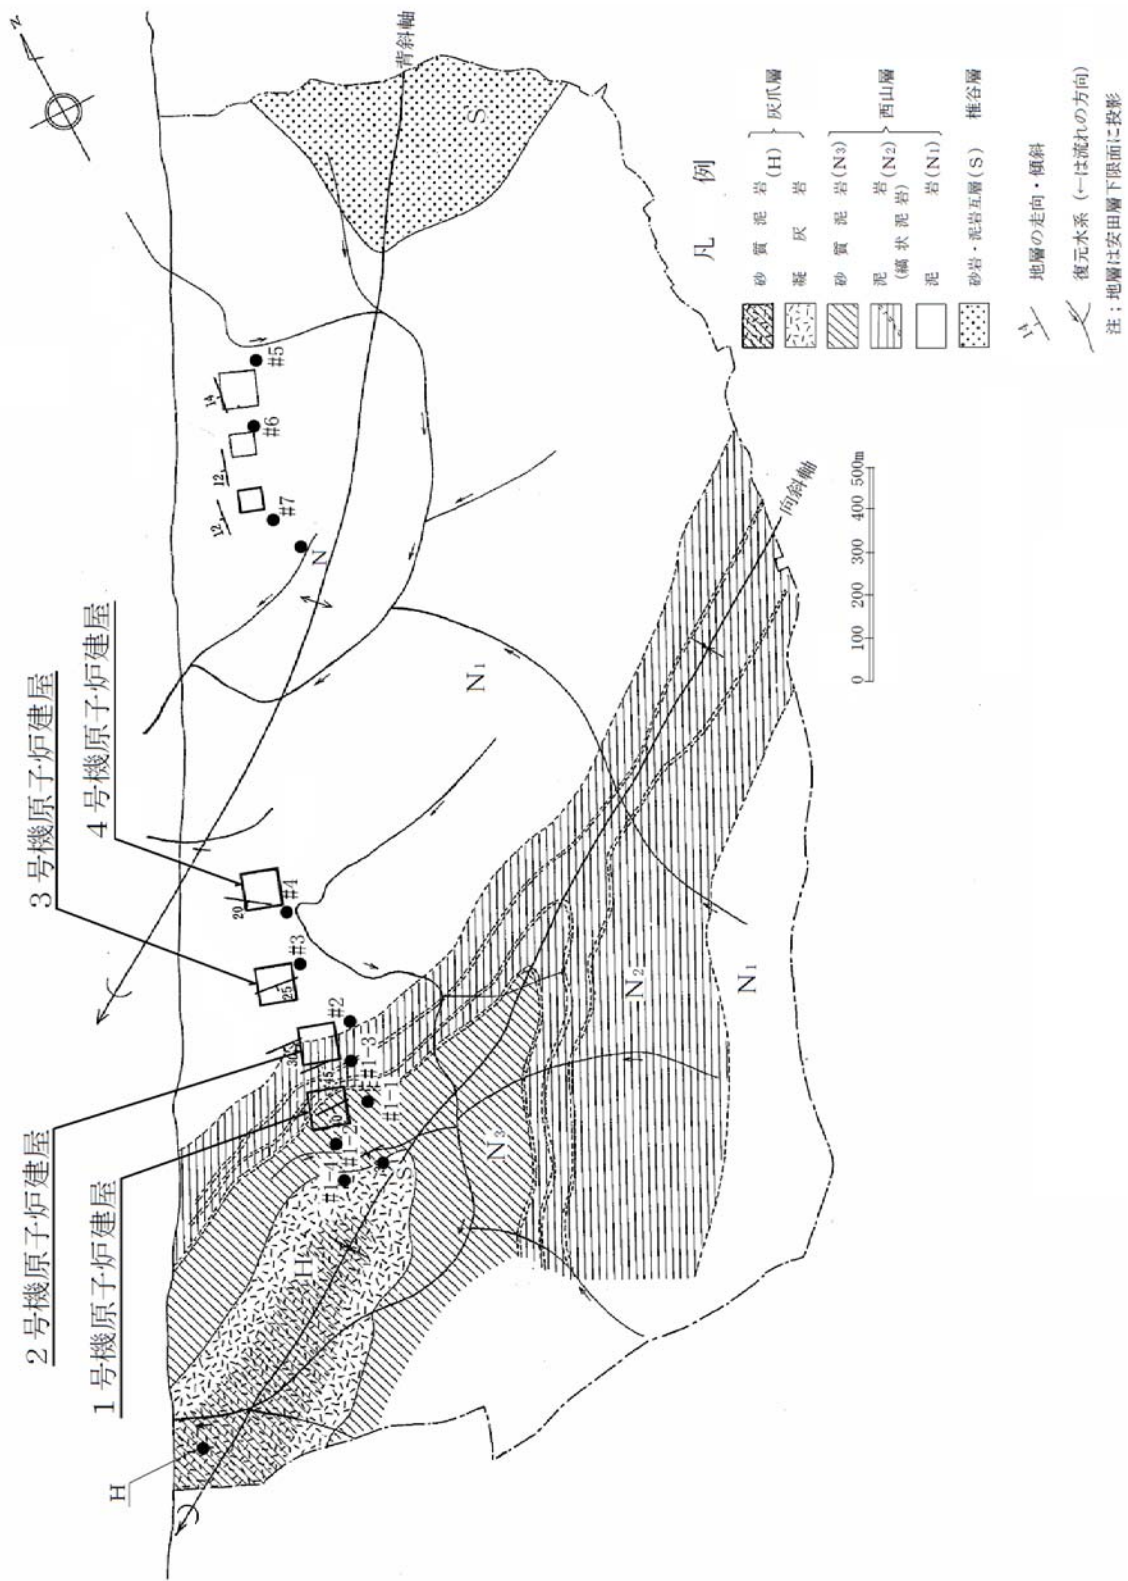 N
背斜軸
S
#5
14
#6
12
12
#7
N
4号機原子炉建屋
3号機原子炉建屋
2号機原子炉建屋
1号機原子炉建屋
N₁
#4
20
#3
25
#2
#1-3
45
#1-1
#1-2
#1-4
S
H
H
N₃
N₂
N₁
向斜軸
0 100 200 300 400 500m
凡例
砂質泥岩(H)
凝灰岩
灰爪層
砂質泥岩(N3)
泥岩(N₂)
(縞状泥岩)
泥岩(N₁)
西山層
砂岩・泥岩互層(S) 椎谷層
14 地層の走向・傾斜
復元水系(←は流れの方向)
注;地層は安田層下限面に投影